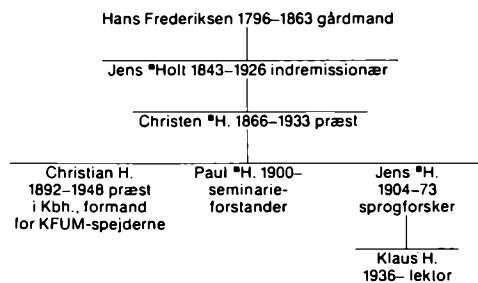 Hans Frederiksen 1796–1863 gårdmand
Jens ▪Holt 1843–1926 indremissionær
Christen ▪H. 1866–1933 præst
Christian H.
1892–1948 præst
i Kbh., formand
for KFUM-spejderne
Paul ▪H. 1900–
seminarie-
forstander
Jens ▪H.
1904–73
sprogforsker
Klaus H.
1936– lektor